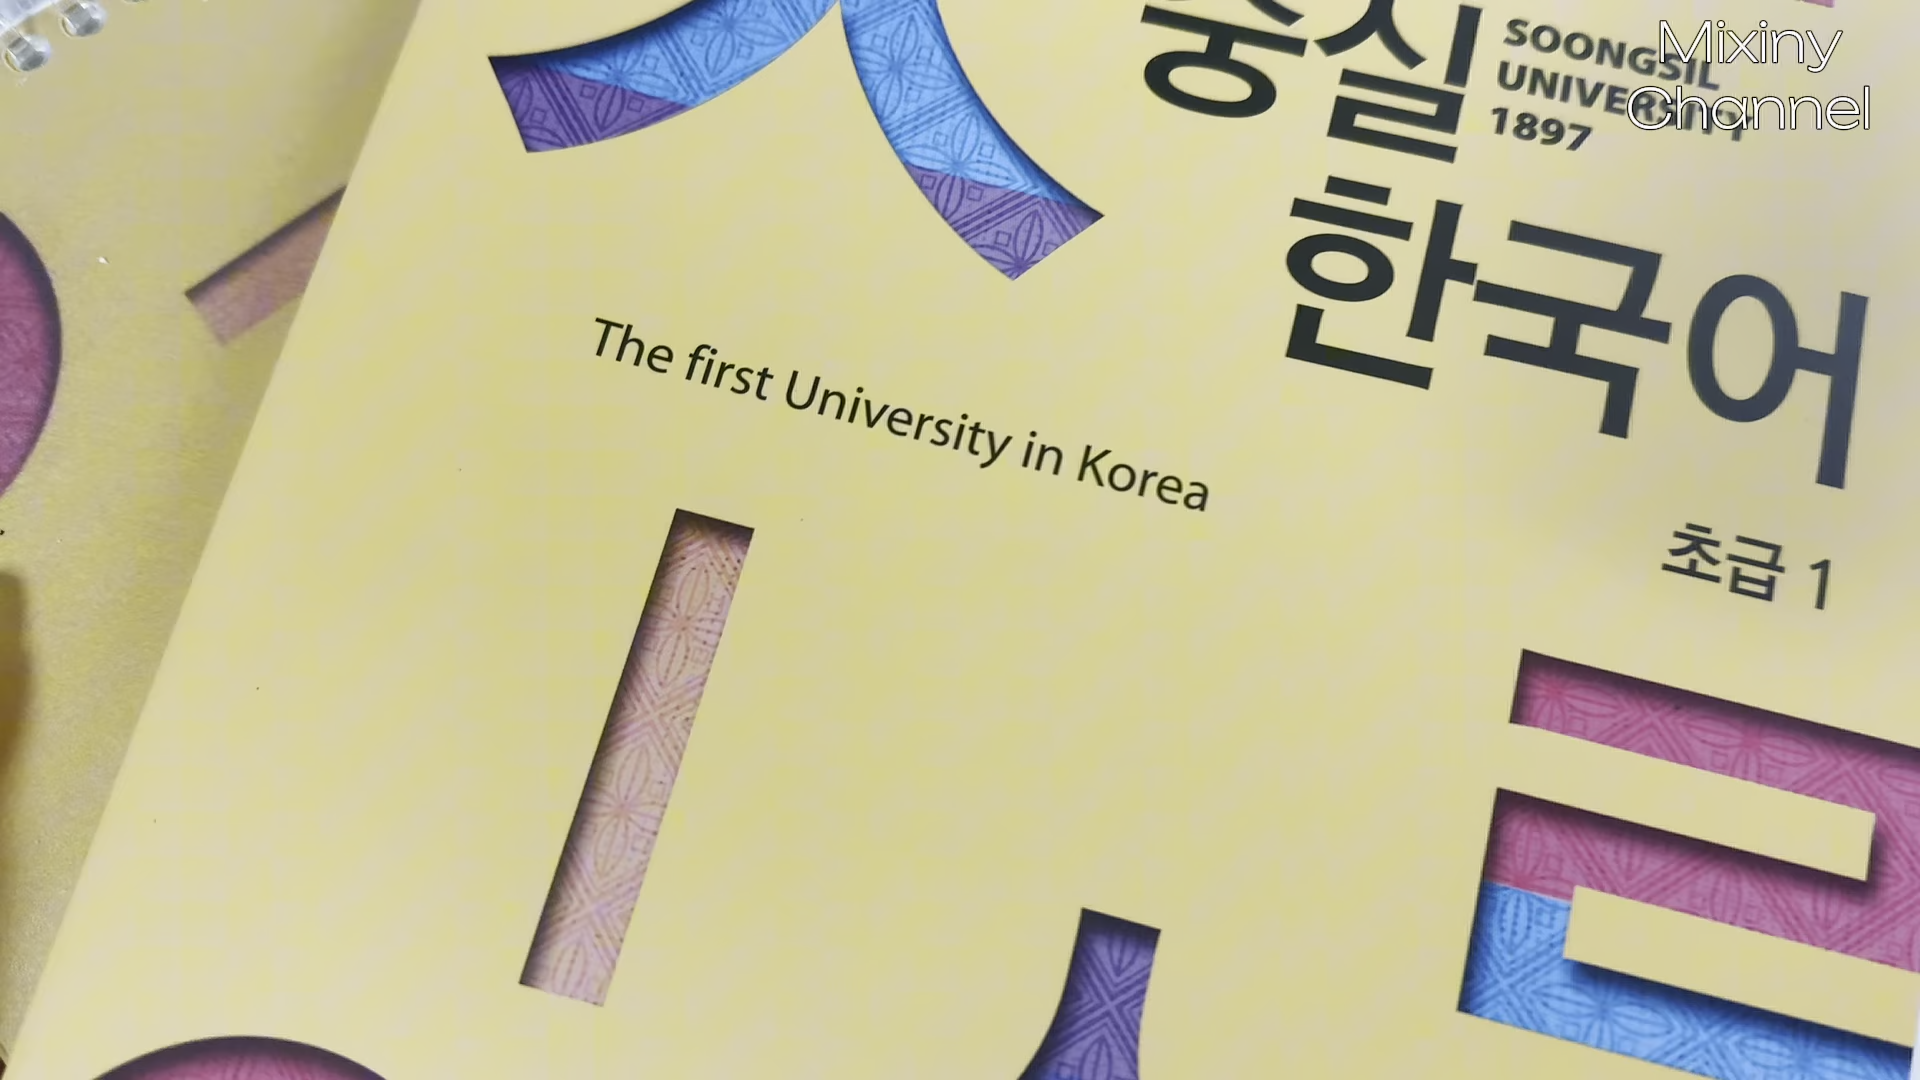 숭실
SOONGSIL
UNIVERSITY
1897
한국어
The first University in Korea
초급 1
Mixiny
Channel